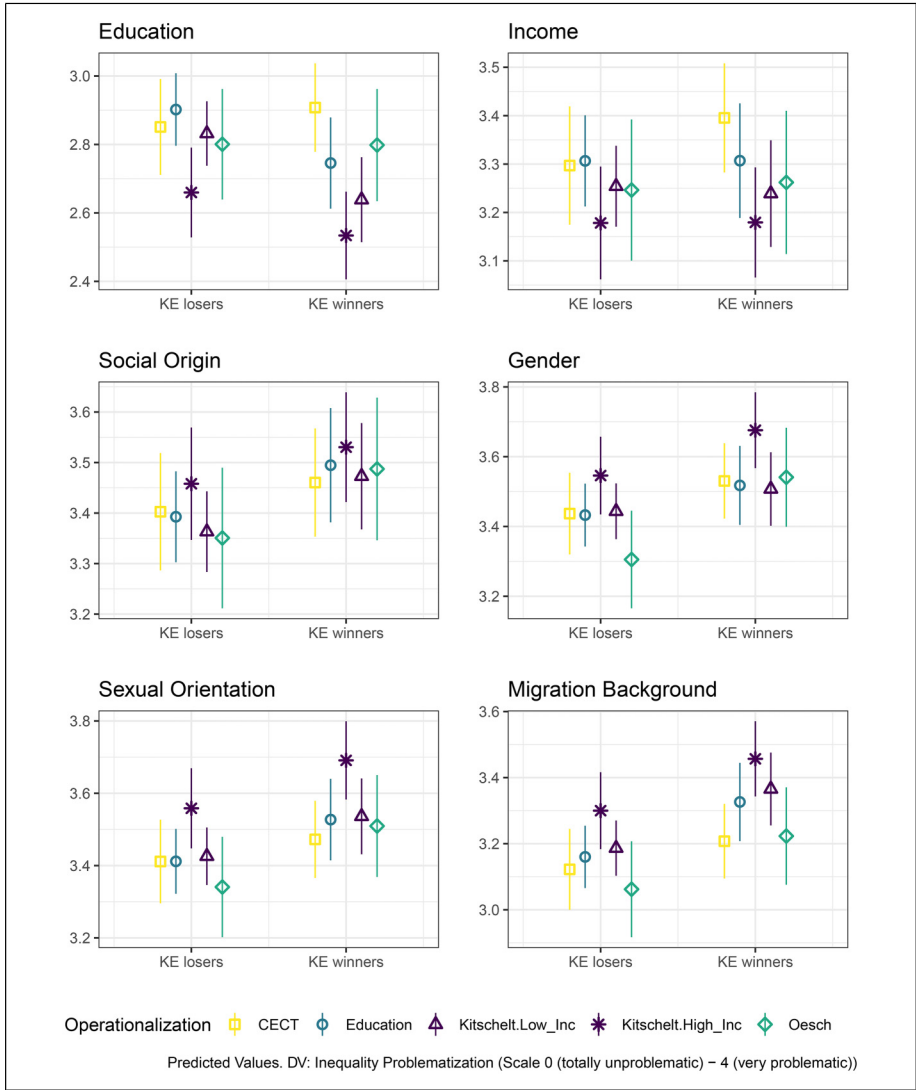 Education
3.0
2.8
2.6
2.4
KE losers KE winners
Income
3.5
3.4
3.3
3.2
3.1
KE losers KE winners
Social Origin
3.6
3.5
3.4
3.3
3.2
KE losers KE winners
Gender
3.8
3.6
3.4
3.2
KE losers KE winners
Sexual Orientation
3.8
3.6
3.4
3.2
KE losers KE winners
Migration Background
3.6
3.4
3.2
3.0
KE losers KE winners
Operationalization CECT Education Kitschelt.Low_Inc Kitschelt.High_Inc Oesch
Predicted Values. DV: Inequality Problematization (Scale 0 (totally unproblematic) − 4 (very problematic))